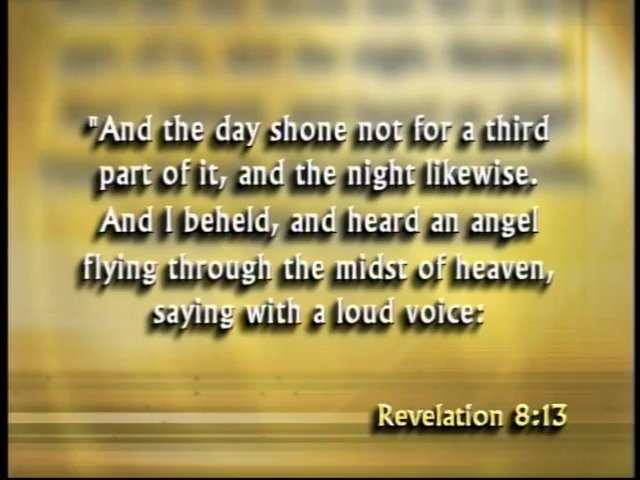 "And the day shone not for a third
part of it, and the night likewise.
And I beheld, and heard an angel
flying through the midst of heaven,
saying with a loud voice:
Revelation 8:13